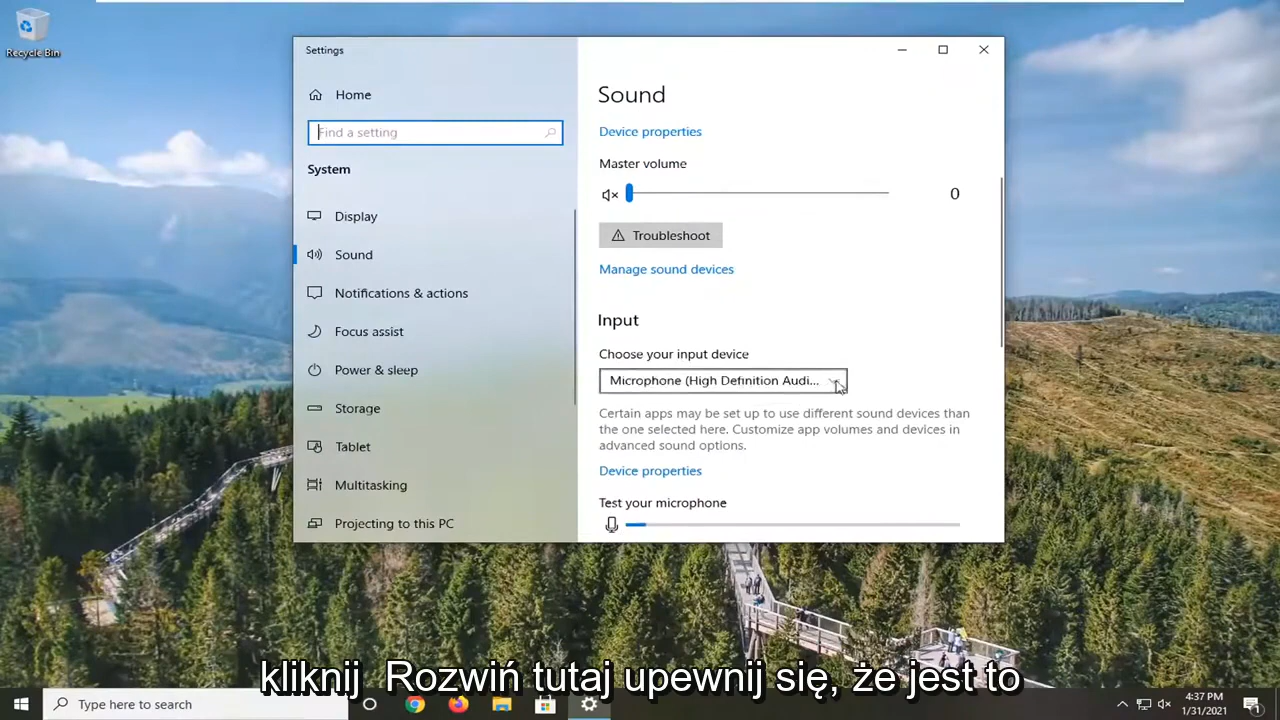 Recycle Bin
Settings
Home
Find a setting
System
Display
Sound
Notifications & actions
Focus assist
Power & sleep
Storage
Tablet
Multitasking
Projecting to this PC
Sound
Device properties
Master volume
0
Troubleshoot
Manage sound devices
Input
Choose your input device
Microphone (High Definition Audi...
Certain apps may be set up to use different sound devices than
the one selected here. Customize app volumes and devices in
advanced sound options.
Device properties
Test your microphone
kliknij Rozwiń tutaj upewnij się, że jest to
Type here to search
4:37 PM
1/31/2021
1